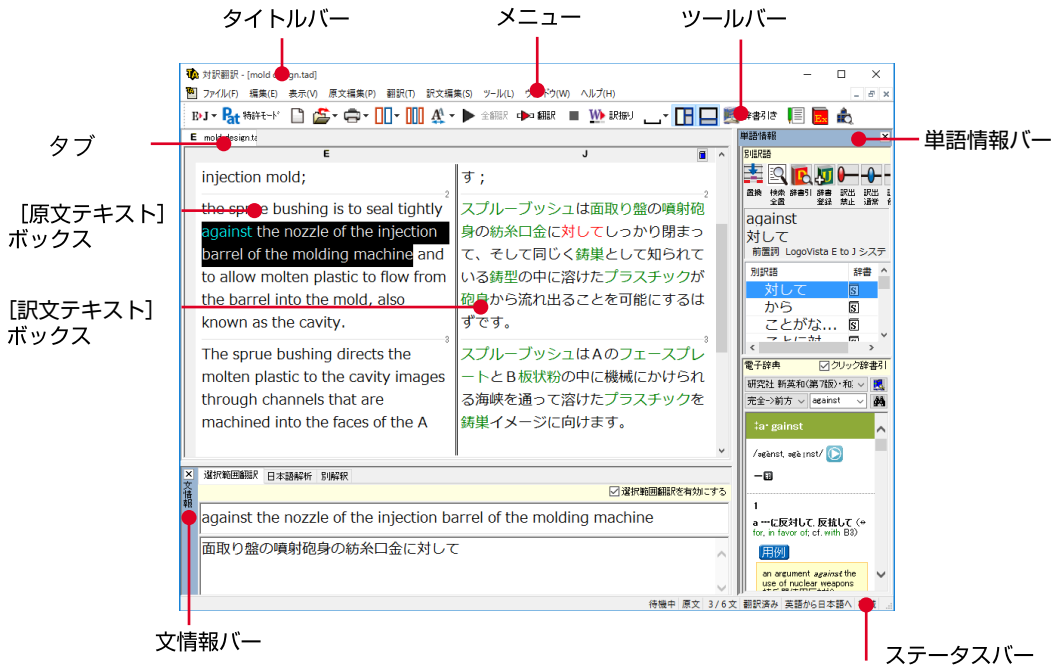 タイトルバー
メニュー
ツールバー
対訳翻訳 - [mold design.tad]
ファイル(F) 編集(E) 表示(V) 原文編集(P) 翻訳(T) 訳文編集(S) ツール(L) ウィンドウ(W) ヘルプ(H)
E▸J Pat 特許モード 全翻訳 翻訳 訳振り 辞書引き
タブ
E mold design.ta
単語情報
単語情報バー
E
J
injection mold;
2
the sprue bushing is to seal tightly
against the nozzle of the injection
barrel of the molding machine and
to allow molten plastic to flow from
the barrel into the mold, also
known as the cavity.
3
The sprue bushing directs the
molten plastic to the cavity images
through channels that are
machined into the faces of the A
す；
2
スプルーブッシュは面取り盤の噴射砲
身の紡糸口金に対してしっかり閉まっ
て、そして同じく鋳巣として知られて
いる鋳型の中に溶けたプラスチックが
砲身から流れ出ることを可能にするは
ずです。
3
スプルーブッシュはＡのフェースプレ
ートとＢ板状粉の中に機械にかけられ
る海峡を通って溶けたプラスチックを
鋳巣イメージに向けます。
［原文テキスト］
ボックス
［訳文テキスト］
ボックス
別訳語
置換 検索全置 辞書引 辞書登録 訳出禁止 訳出通常
against
対して
前置詞 LogoVista E to J システ
別訳語 辞書
対して S
から S
ことがな... S
電子辞典 クリック辞書引
研究社 新英和(第7版)・和:
完全->前方 against
a・gainst
1
a …に反対して, 反抗して (⇔
for, in favor of; cf. with B3)
用例
an argument against the
use of nuclear weapons
文情報
選択範囲翻訳 日本語解析 別解釈
選択範囲翻訳を有効にする
against the nozzle of the injection barrel of the molding machine
面取り盤の噴射砲身の紡糸口金に対して
待機中 原文 3 / 6 文 翻訳済み 英語から日本語へ
文情報バー
ステータスバー